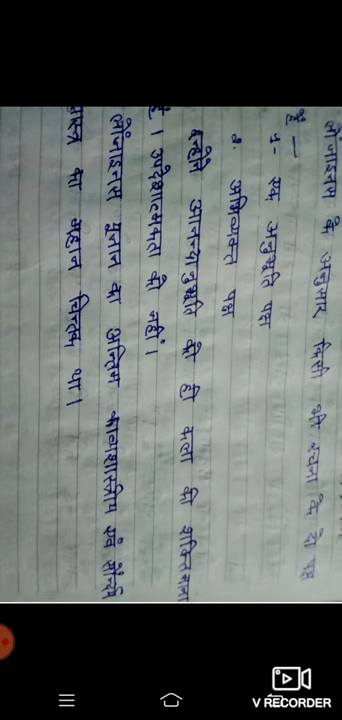 लोंजाइनस के अनुसार किसी भी रचना के दो पक्ष
हैं —
1- एक अनुभूति पक्ष
2. अभिव्यक्त पक्ष
इन्होंने आनन्दानुभूति को ही कला की शक्ति माना
है। उपदेशात्मकता को नहीं।
लोंजाइनस यूनान का अन्तिम काव्यशास्त्रिय एवं सौन्दर्य
शास्त्र का महान चिन्तक था।
V RECORDER